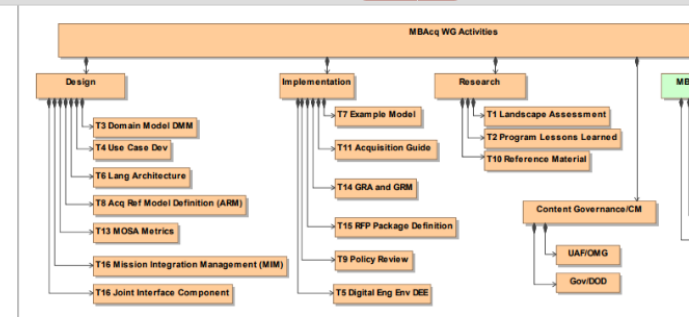 MBAcq WG Activities
Design
T3 Domain Model DMM
T4 Use Case Dev
T6 Lang Architecture
T8 Acq Ref Model Definition (ARM)
T13 MOSA Metrics
T16 Mission Integration Management (MIM)
T16 Joint Interface Component
Implementation
T7 Example Model
T11 Acquisition Guide
T14 GRA and GRM
T15 RFP Package Definition
T9 Policy Review
T5 Digital Eng Env DEE
Research
T1 Landscape Assessment
T2 Program Lessons Learned
T10 Reference Material
Content Governance/CM
UAF/OMG
Gov/DOD
MB